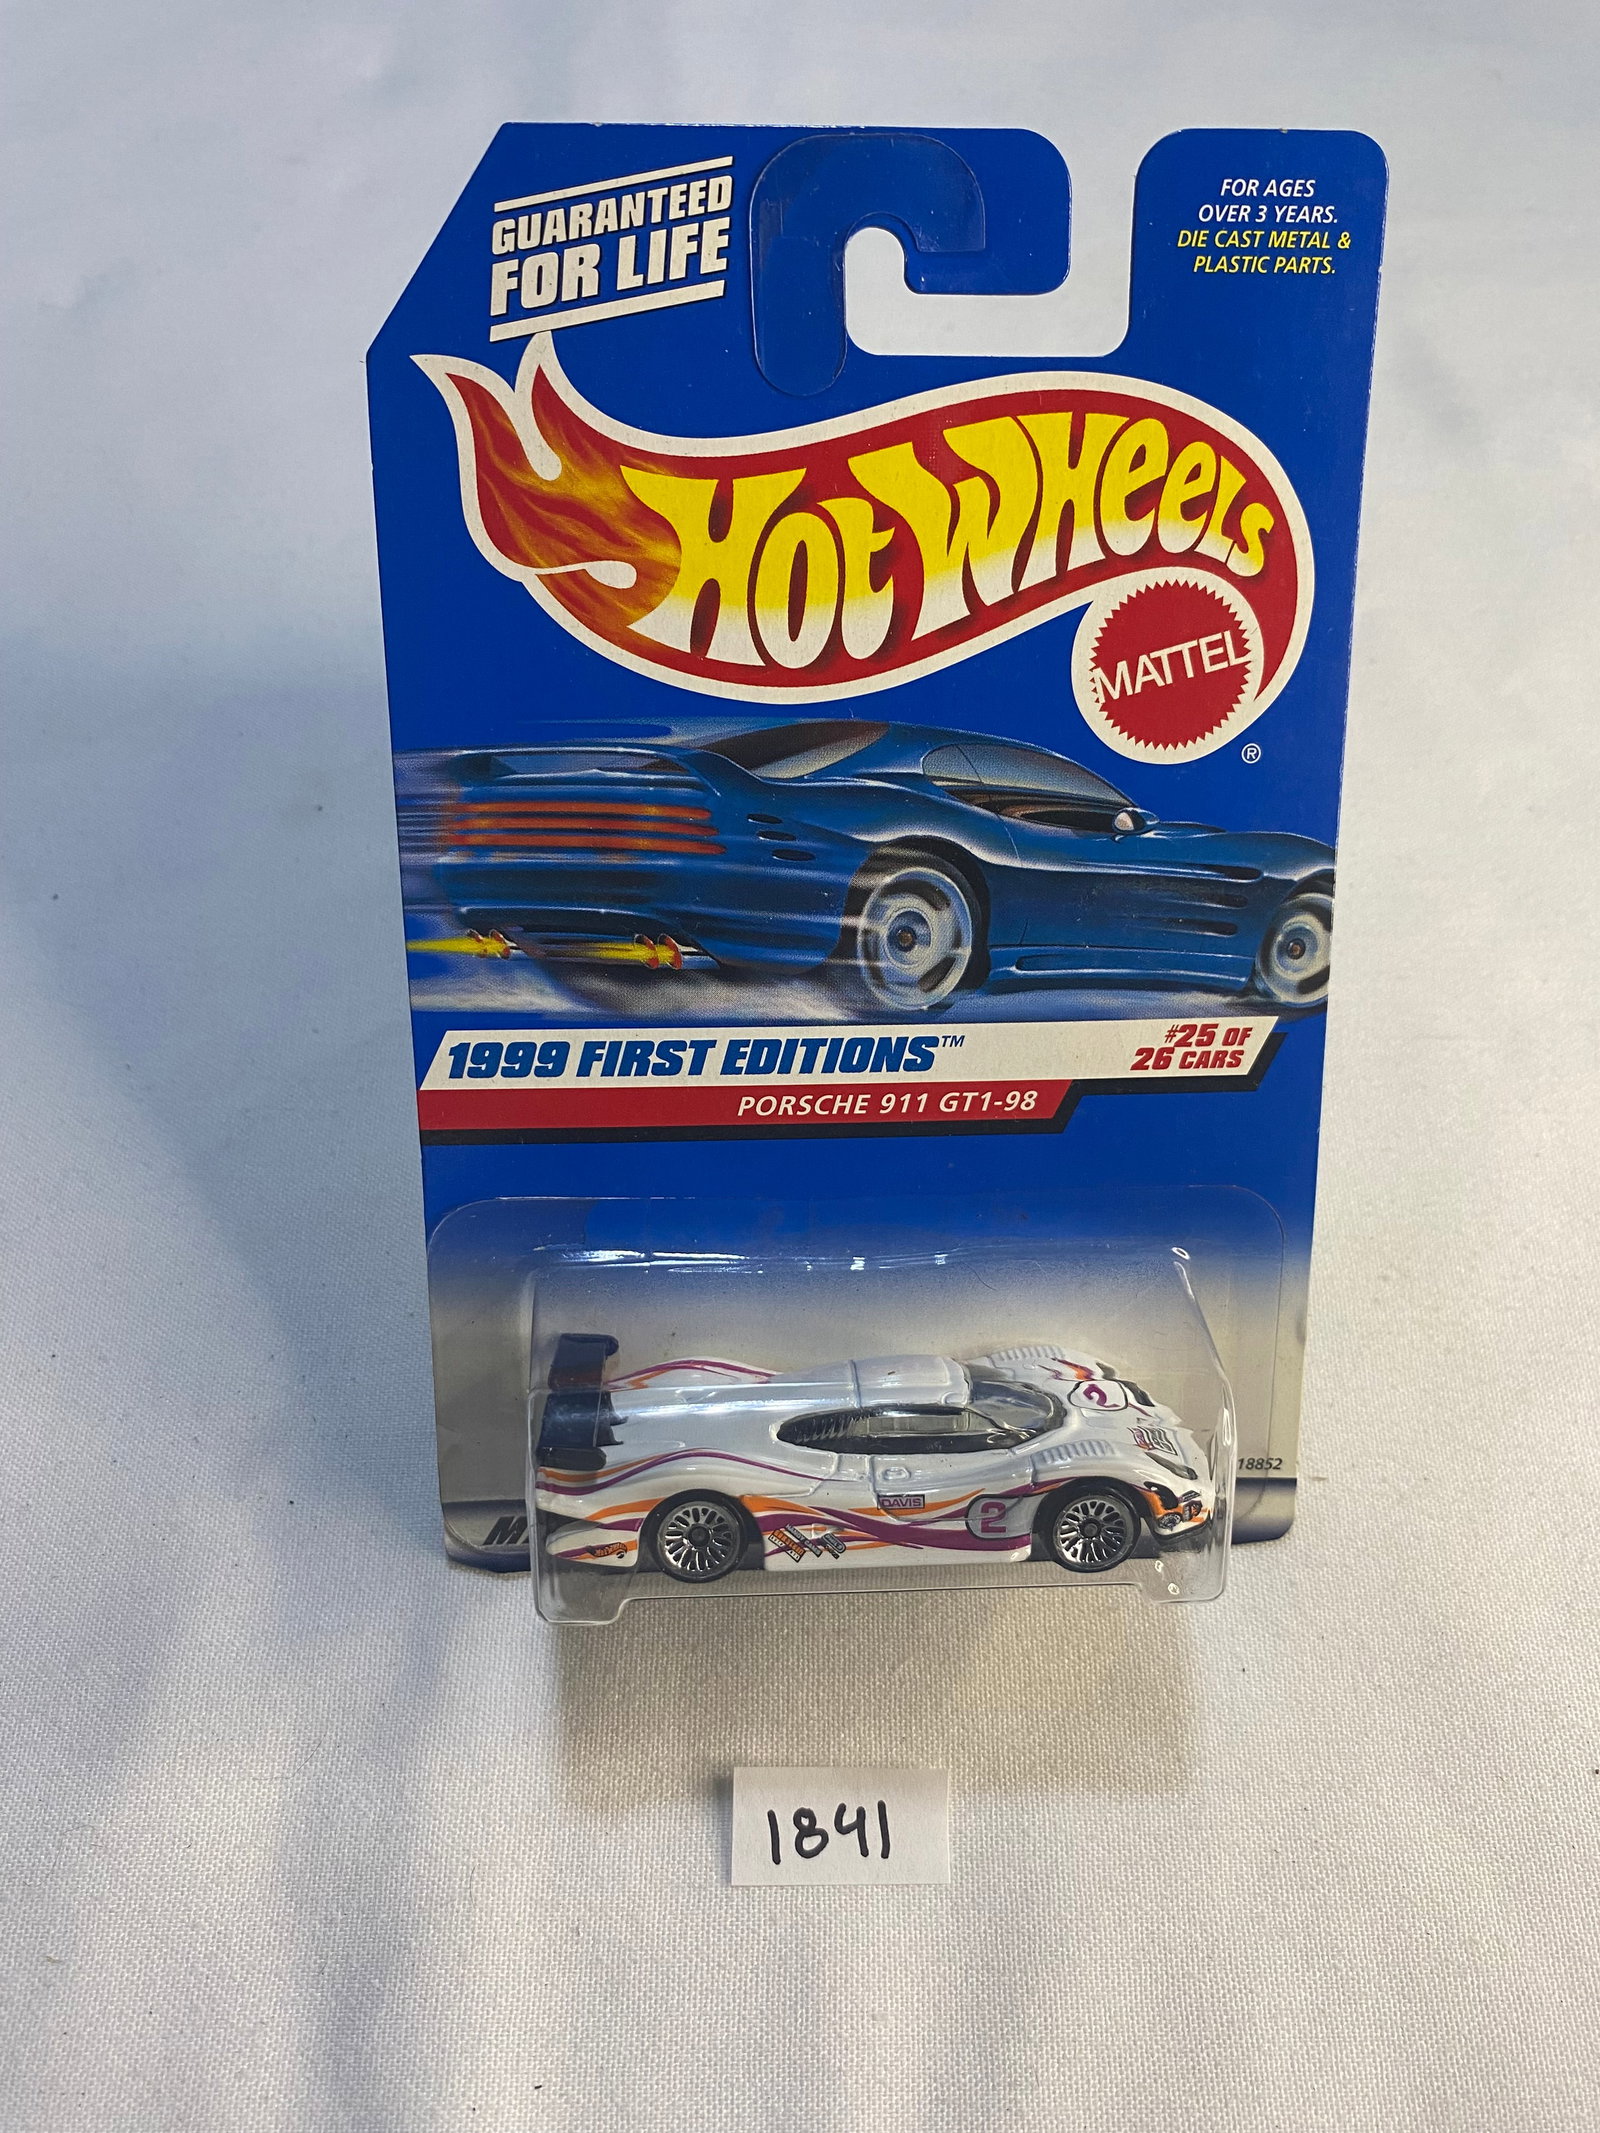 GUARANTEED
FOR LIFE
FOR AGES
OVER 3 YEARS.
DIE CAST METAL &
PLASTIC PARTS.
HOT WHEELS
MATTEL
®
1999 FIRST EDITIONS™
#25 OF
26 CARS
PORSCHE 911 GT1-98
2
DAVIS
2
18852
1841